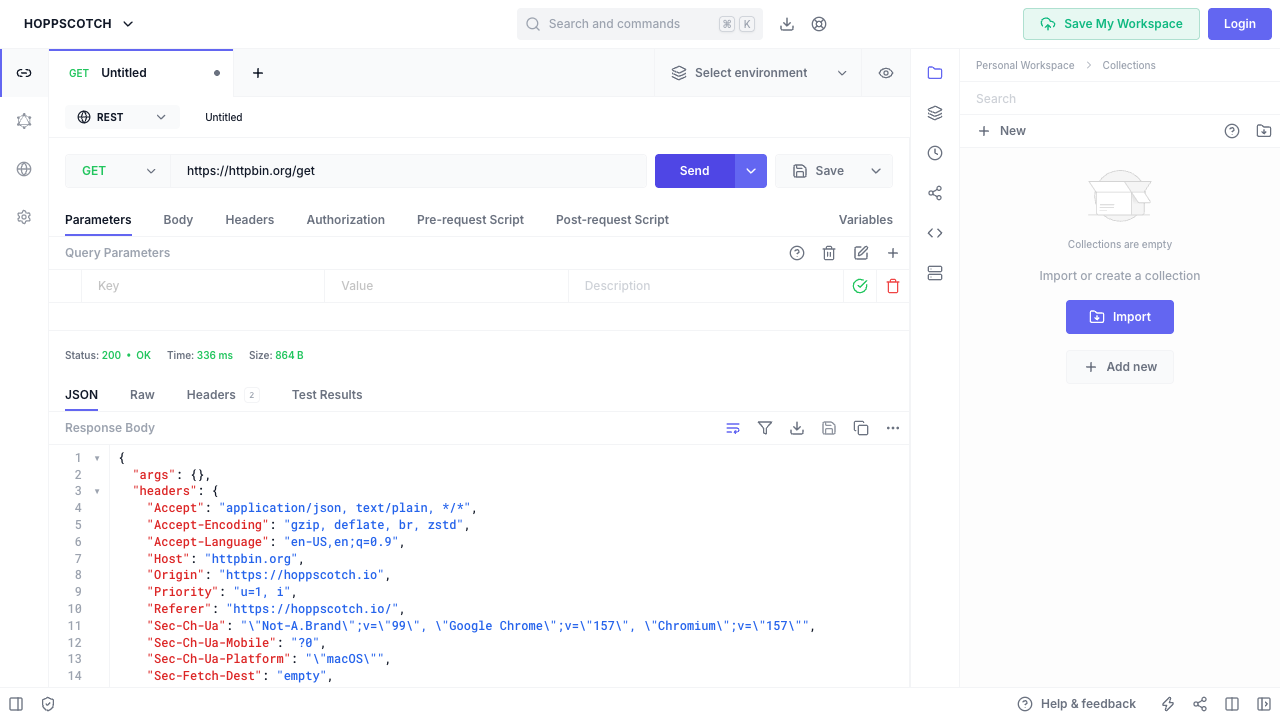 HOPPSCOTCH
Search and commands ⌘ K
Save My Workspace
Login
GET Untitled
Select environment
REST
Untitled
GET
https://httpbin.org/get
Send
Save
Parameters Body Headers Authorization Pre-request Script Post-request Script Variables
Query Parameters
Key Value Description
Status: 200 • OK Time: 336 ms Size: 864 B
JSON Raw Headers 2 Test Results
Response Body
1 {
2 "args": {},
3 "headers": {
4 "Accept": "application/json, text/plain, */*",
5 "Accept-Encoding": "gzip, deflate, br, zstd",
6 "Accept-Language": "en-US,en;q=0.9",
7 "Host": "httpbin.org",
8 "Origin": "https://hoppscotch.io",
9 "Priority": "u=1, i",
10 "Referer": "https://hoppscotch.io/",
11 "Sec-Ch-Ua": "\"Not-A.Brand\";v=\"99\", \"Google Chrome\";v=\"157\", \"Chromium\";v=\"157\"",
12 "Sec-Ch-Ua-Mobile": "?0",
13 "Sec-Ch-Ua-Platform": "\"macOS\"",
14 "Sec-Fetch-Dest": "empty",
Personal Workspace Collections
Search
New
Collections are empty
Import or create a collection
Import
Add new
Help & feedback